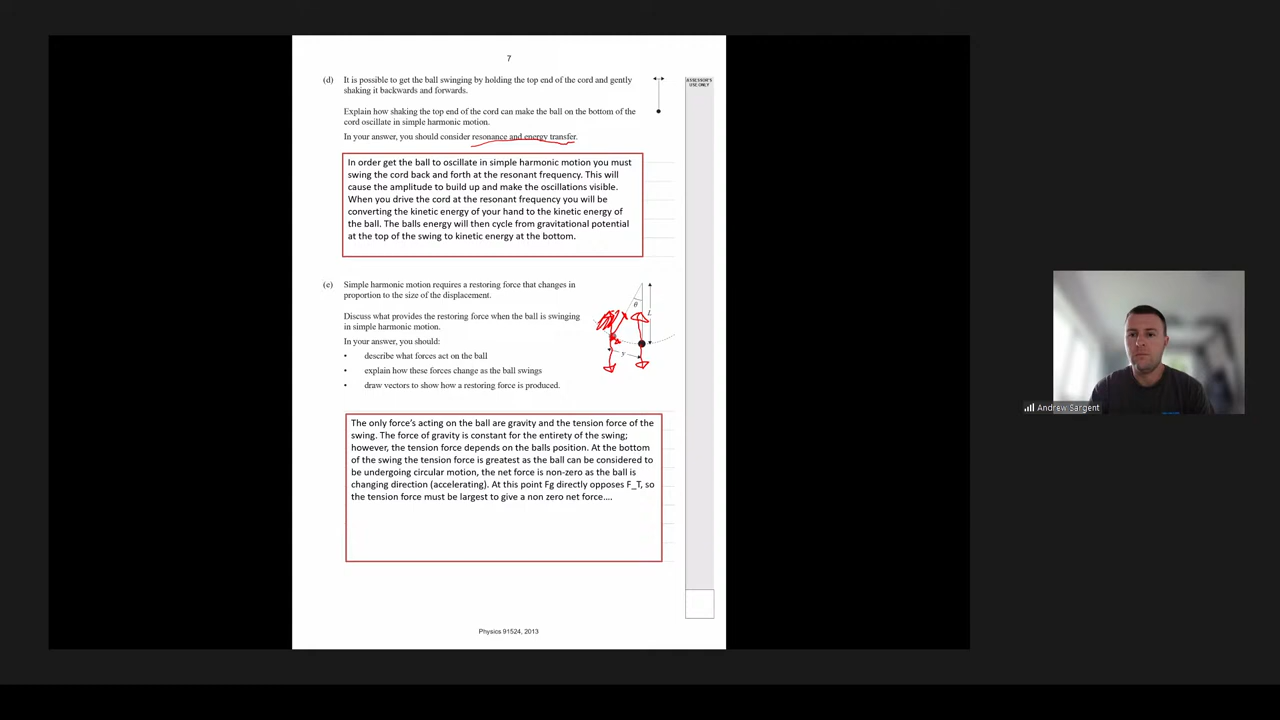 7
ASSESSOR'S
USE ONLY
(d) It is possible to get the ball swinging by holding the top end of the cord and gently
shaking it backwards and forwards.
Explain how shaking the top end of the cord can make the ball on the bottom of the
cord oscillate in simple harmonic motion.
In your answer, you should consider resonance and energy transfer.
In order get the ball to oscillate in simple harmonic motion you must
swing the cord back and forth at the resonant frequency. This will
cause the amplitude to build up and make the oscillations visible.
When you drive the cord at the resonant frequency you will be
converting the kinetic energy of your hand to the kinetic energy of
the ball. The balls energy will then cycle from gravitational potential
at the top of the swing to kinetic energy at the bottom.
(e) Simple harmonic motion requires a restoring force that changes in
proportion to the size of the displacement.
θ
L
Discuss what provides the restoring force when the ball is swinging
in simple harmonic motion.
In your answer, you should:
y
• describe what forces act on the ball
• explain how these forces change as the ball swings
• draw vectors to show how a restoring force is produced.
The only force's acting on the ball are gravity and the tension force of the
swing. The force of gravity is constant for the entirety of the swing;
however, the tension force depends on the balls position. At the bottom
of the swing the tension force is greatest as the ball can be considered to
be undergoing circular motion, the net force is non-zero as the ball is
changing direction (accelerating). At this point Fg directly opposes F_T, so
the tension force must be largest to give a non zero net force....
Physics 91524, 2013
Andrew Sargent